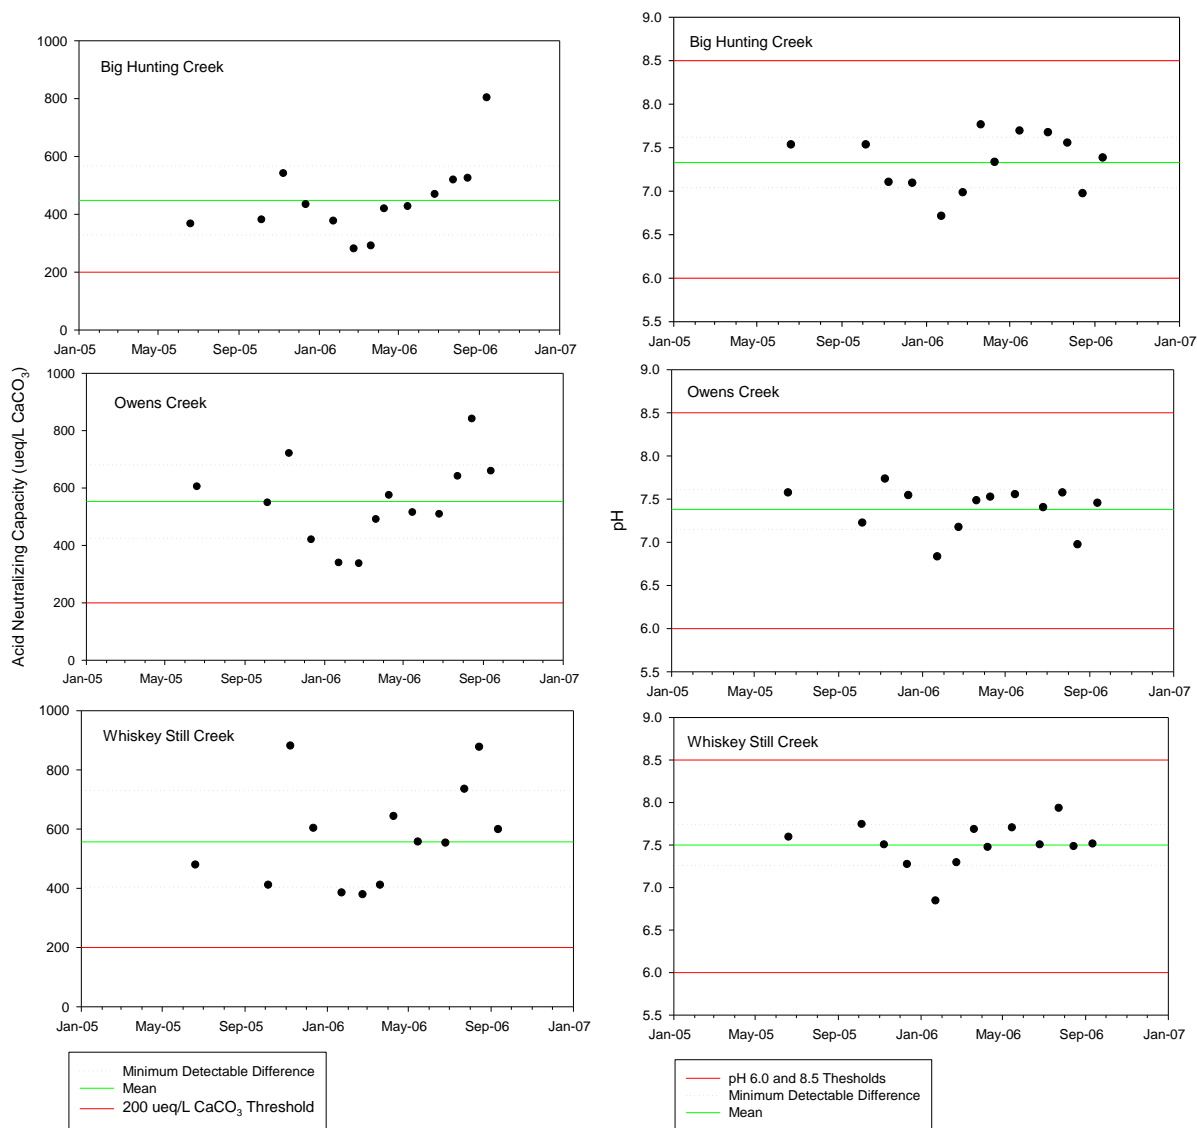 Acid Neutralizing Capacity (ueq/L CaCO3)
1000
800
600
400
200
0
Big Hunting Creek
Jan-05 May-05 Sep-05 Jan-06 May-06 Sep-06 Jan-07
1000
800
600
400
200
0
Owens Creek
Jan-05 May-05 Sep-05 Jan-06 May-06 Sep-06 Jan-07
1000
800
600
400
200
0
Whiskey Still Creek
Jan-05 May-05 Sep-05 Jan-06 May-06 Sep-06 Jan-07
Minimum Detectable Difference
Mean
200 ueq/L CaCO3 Threshold
pH
9.0
8.5
8.0
7.5
7.0
6.5
6.0
5.5
Big Hunting Creek
Jan-05 May-05 Sep-05 Jan-06 May-06 Sep-06 Jan-07
9.0
8.5
8.0
7.5
7.0
6.5
6.0
5.5
Owens Creek
Jan-05 May-05 Sep-05 Jan-06 May-06 Sep-06 Jan-07
9.0
8.5
8.0
7.5
7.0
6.5
6.0
5.5
Whiskey Still Creek
Jan-05 May-05 Sep-05 Jan-06 May-06 Sep-06 Jan-07
pH 6.0 and 8.5 Thesholds
Minimum Detectable Difference
Mean